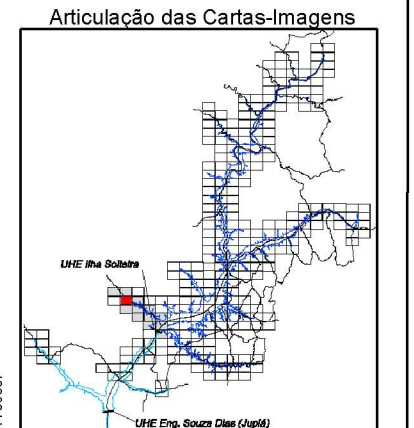 Articulação das Cartas-Imagens
UHE Ilha Solteira
UHE Eng. Souza Dias (Jupiá)